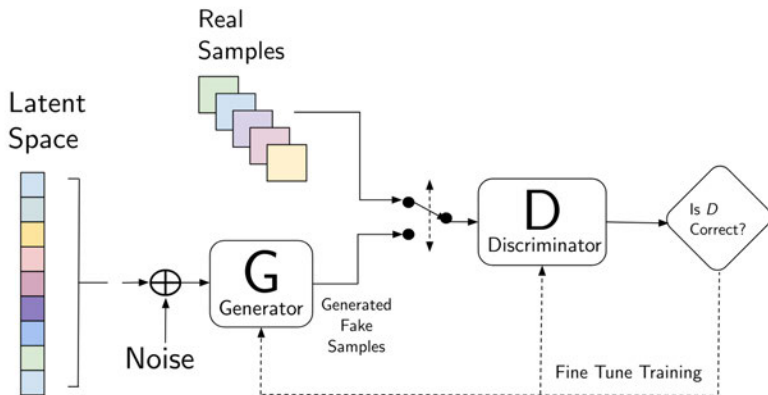 Real
Samples
Latent
Space
G
Generator
Noise
Generated
Fake
Samples
D
Discriminator
Is D
Correct?
Fine Tune Training